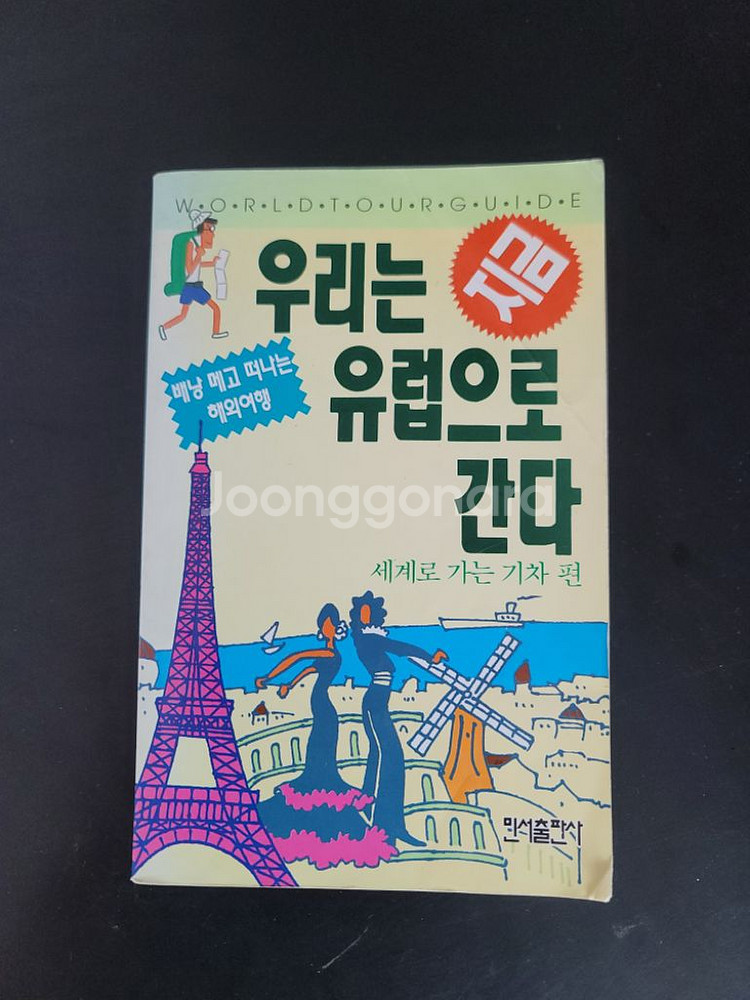 W·O·R·L·D·T·O·U·R·G·U·I·D·E
지금
우리는
유럽으로
간다
배낭 메고 떠나는
해외여행
세계로 가는 기차 편
민서출판사
Joonggonara